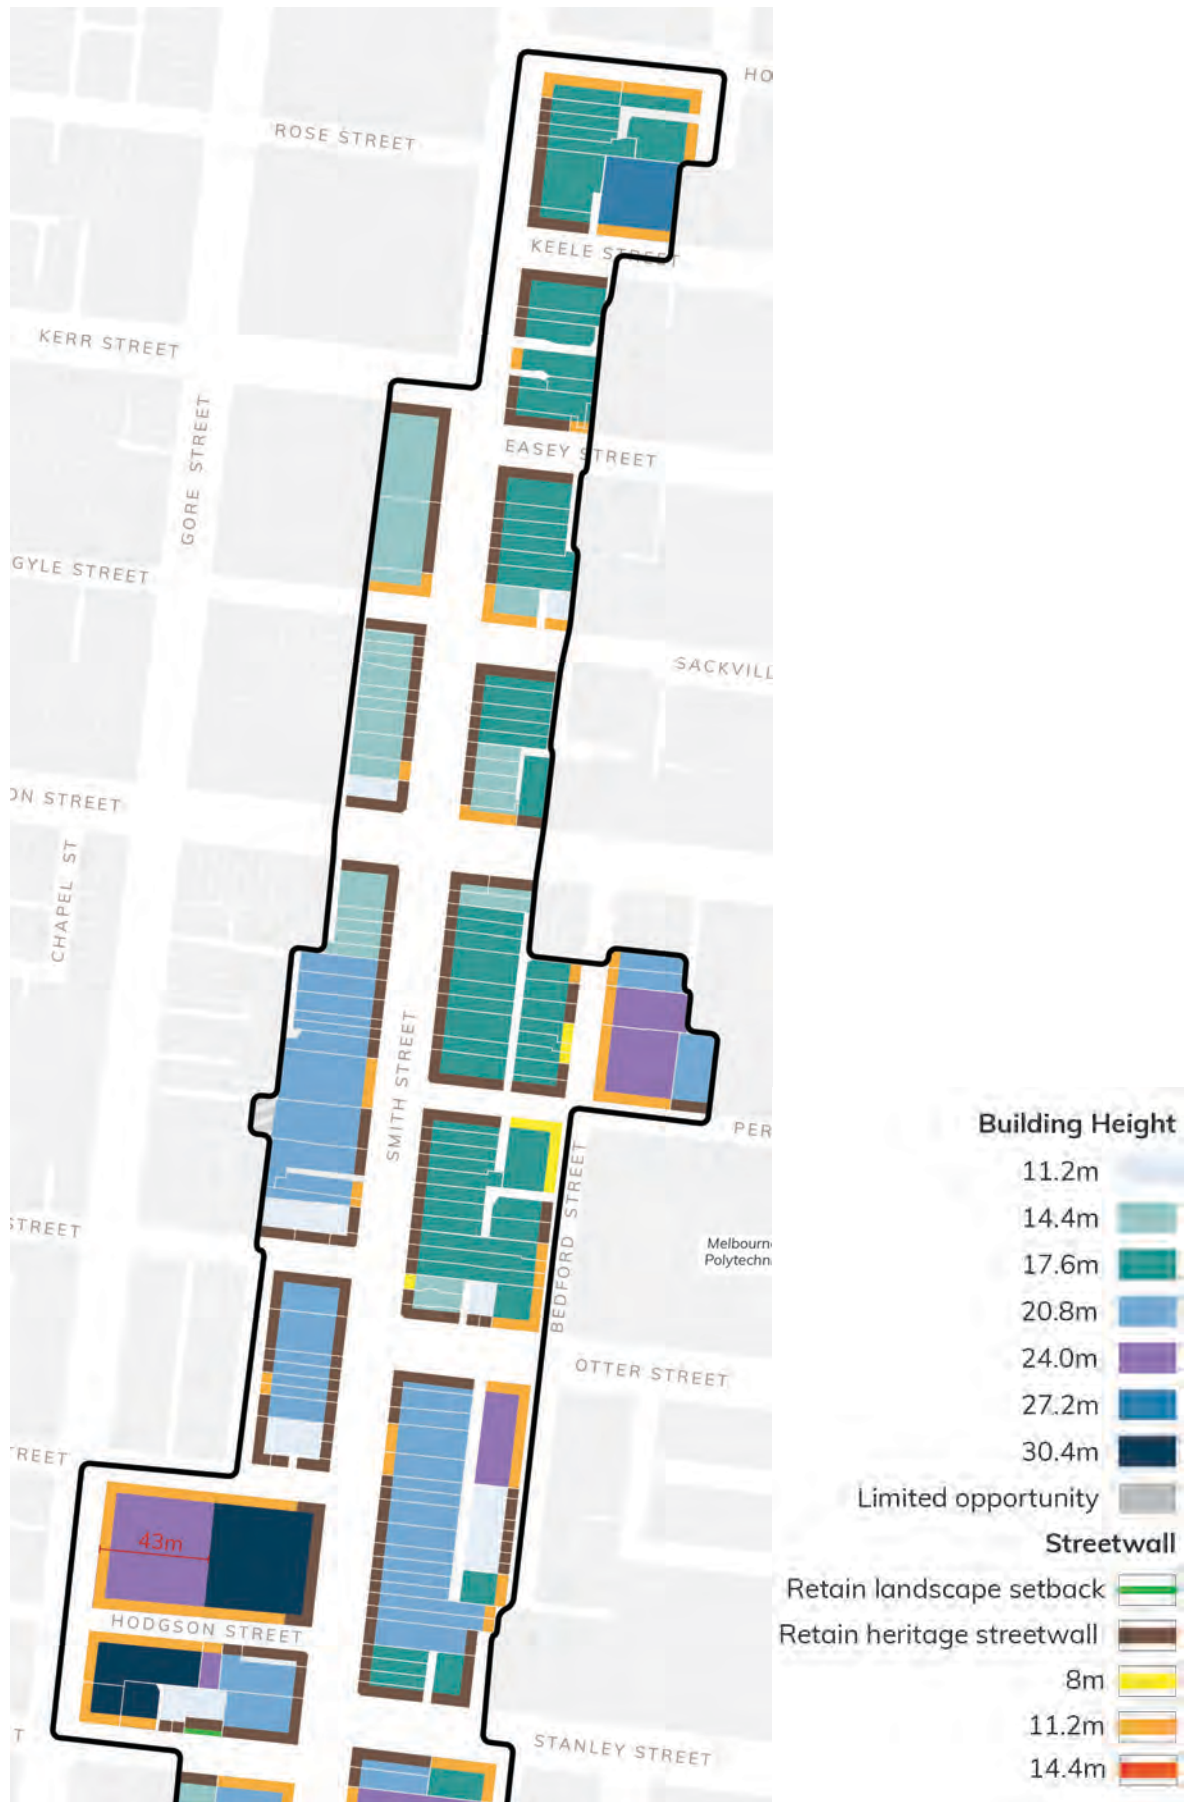 HO
ROSE STREET
KEELE STREET
KERR STREET
GORE STREET
EASEY STREET
GYLE STREET
SACKVILL
ON STREET
CHAPEL ST
SMITH STREET
PER
STREET
BEDFORD STREET
Melbourne
Polytechni
OTTER STREET
TREET
43m
HODGSON STREET
T
STANLEY STREET
Building Height
11.2m
14.4m
17.6m
20.8m
24.0m
27.2m
30.4m
Limited opportunity
Streetwall
Retain landscape setback
Retain heritage streetwall
8m
11.2m
14.4m